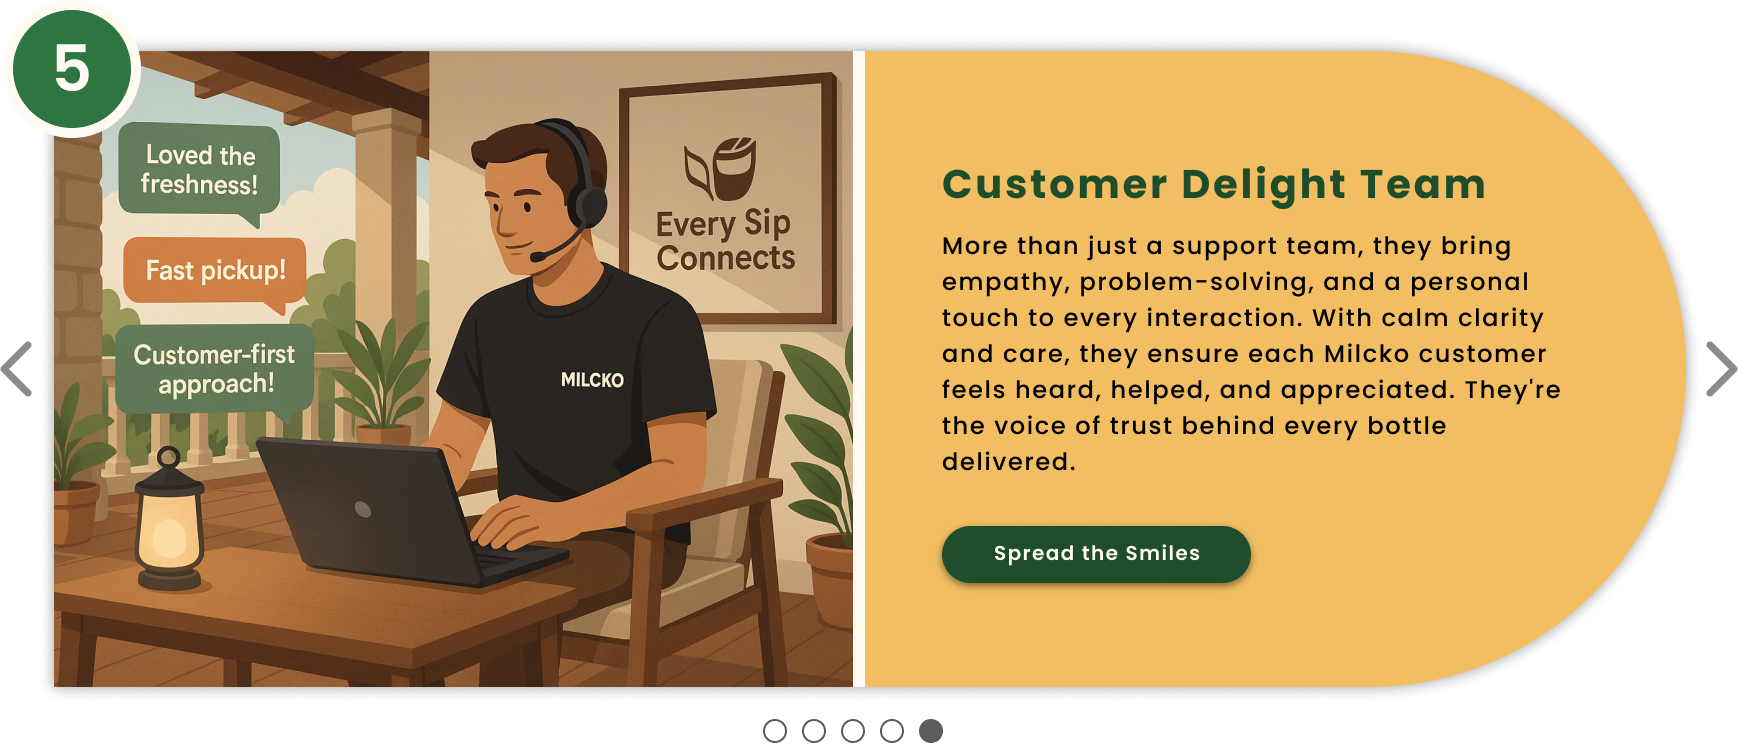 5
Loved the
freshness!
Fast pickup!
Customer-first
approach!
Every Sip
Connects
MILCKO
Customer Delight Team
More than just a support team, they bring
empathy, problem-solving, and a personal
touch to every interaction. With calm clarity
and care, they ensure each Milcko customer
feels heard, helped, and appreciated. They're
the voice of trust behind every bottle
delivered.
Spread the Smiles